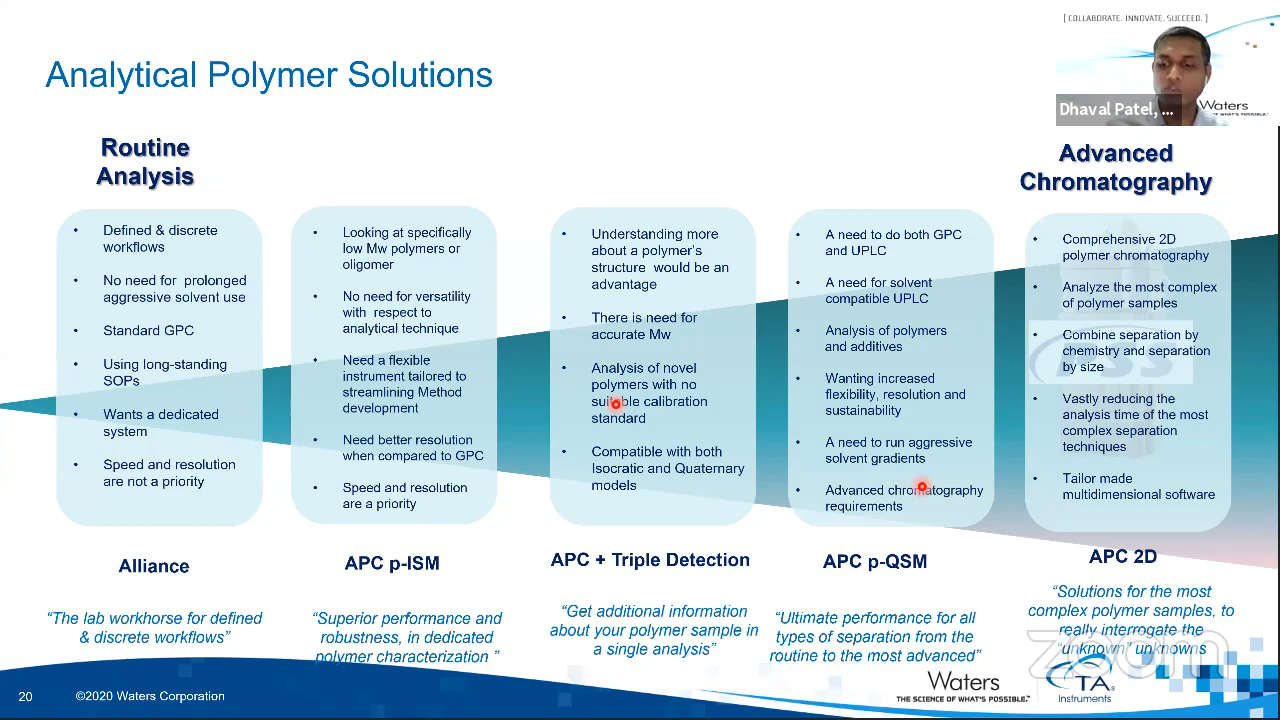 [ COLLABORATE. INNOVATE. SUCCEED. ]
Analytical Polymer Solutions
Dhaval Patel, ...
Waters
Routine
Analysis
Advanced
Chromatography
• Defined & discrete
workflows
• No need for prolonged
aggressive solvent use
• Standard GPC
• Using long-standing
SOPs
• Wants a dedicated
system
• Speed and resolution
are not a priority
• Looking at specifically
low Mw polymers or
oligomer
• No need for versatility
with respect to
analytical technique
• Need a flexible
instrument tailored to
streamlining Method
development
• Need better resolution
when compared to GPC
• Speed and resolution
are a priority
• Understanding more
about a polymer's
structure would be an
advantage
• There is need for
accurate Mw
• Analysis of novel
polymers with no
suitable calibration
standard
• Compatible with both
Isocratic and Quaternary
models
• A need to do both GPC
and UPLC
• A need for solvent
compatible UPLC
• Analysis of polymers
and additives
• Wanting increased
flexibility, resolution and
sustainability
• A need to run aggressive
solvent gradients
• Advanced chromatography
requirements
• Comprehensive 2D
polymer chromatography
• Analyze the most complex
of polymer samples
• Combine separation by
chemistry and separation
by size
• Vastly reducing the
analysis time of the most
complex separation
techniques
• Tailor made
multidimensional software
Alliance
APC p-ISM
APC + Triple Detection
APC p-QSM
APC 2D
“The lab workhorse for defined
& discrete workflows”
“Superior performance and
robustness, in dedicated
polymer characterization ”
“Get additional information
about your polymer sample in
a single analysis”
“Ultimate performance for all
types of separation from the
routine to the most advanced”
“Solutions for the most
complex polymer samples, to
really interrogate the
“unknown” unknowns
zoom
20
©2020 Waters Corporation
Waters
THE SCIENCE OF WHAT'S POSSIBLE.™
TA
Instruments